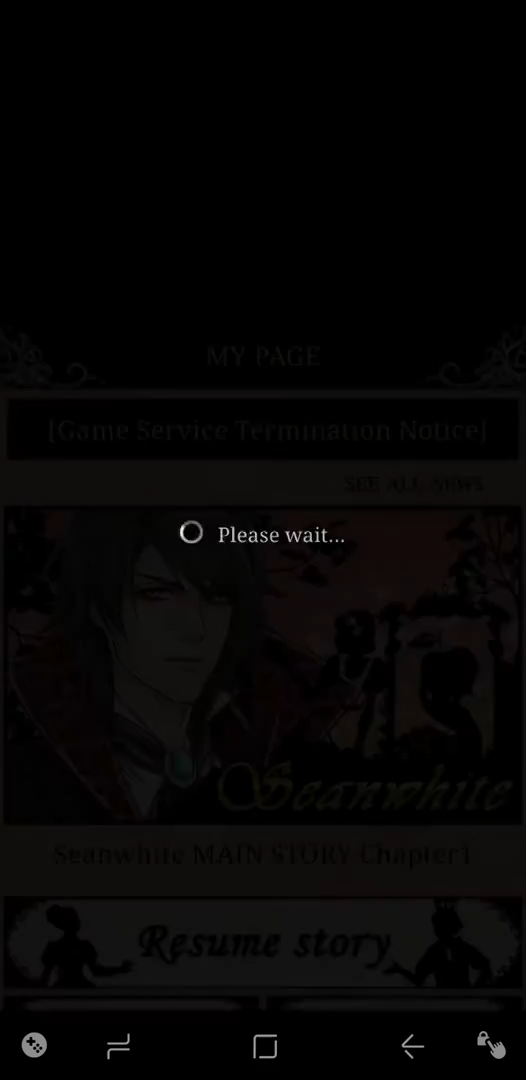 MY PAGE
[Game Service Termination Notice]
SEE ALL NEWS
Please wait...
Seanwhite
Seanwhite MAIN STORY Chapter1
Resume story